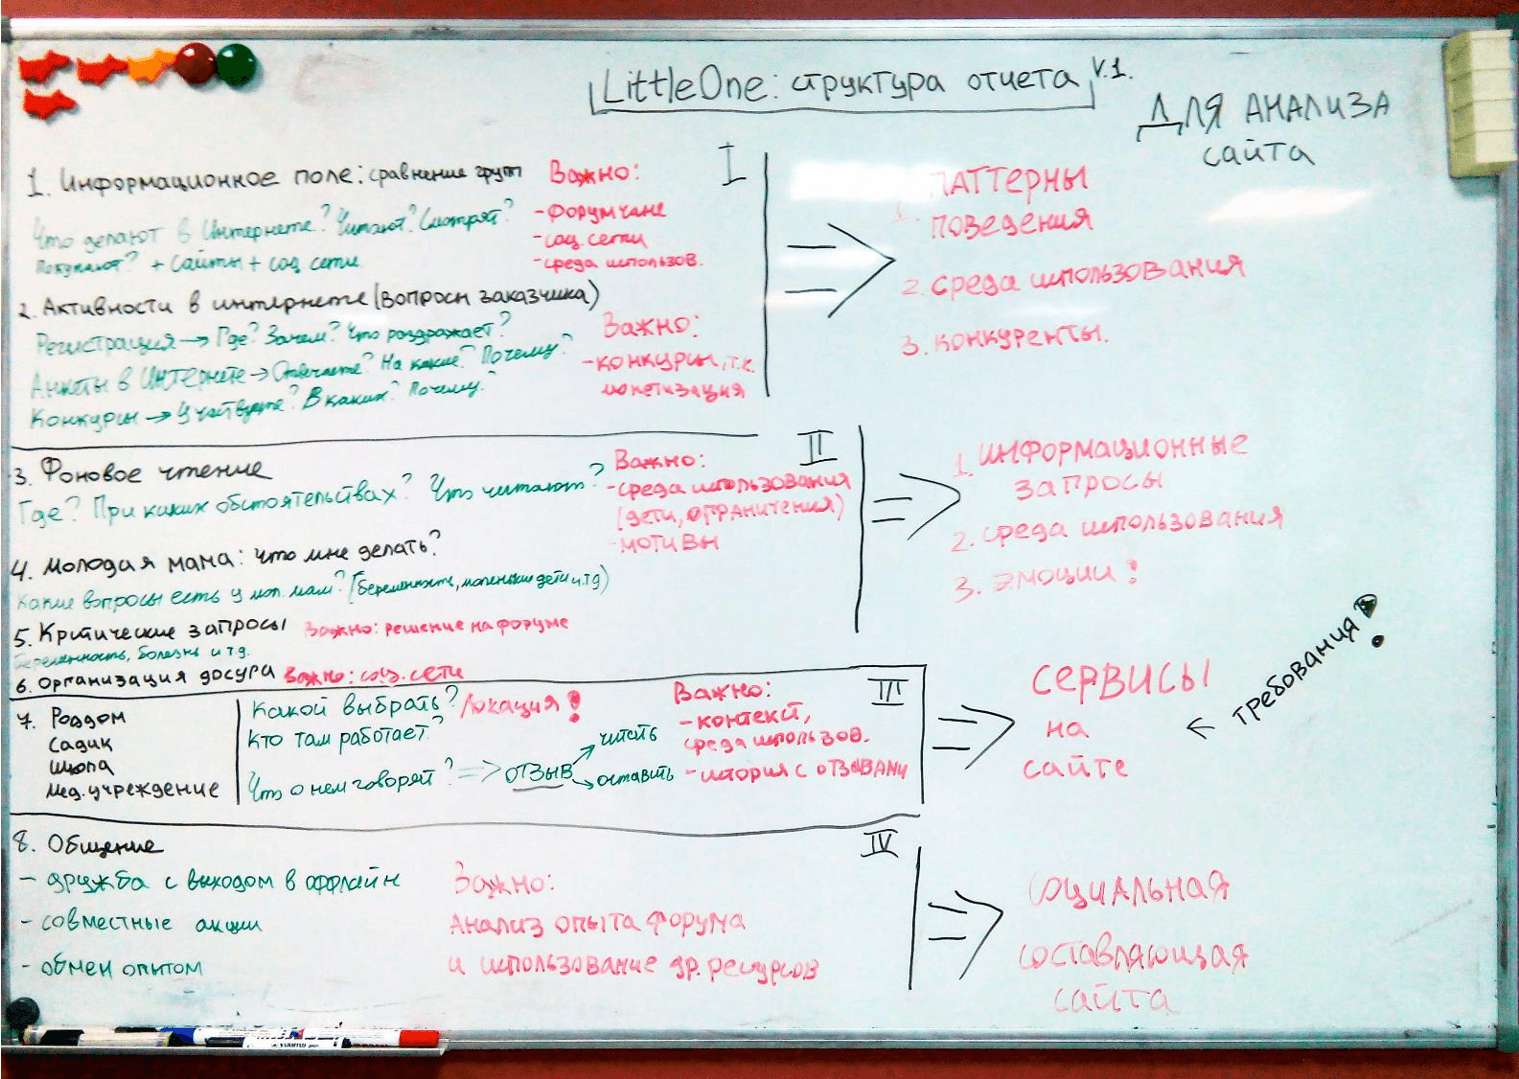 LittleOne: структура отчета v.1.
ДЛЯ АНАЛИЗА
сайта
I
1. Информационное поле: сравнение групп
Важно:
- форумчане
- соц. сети
- среда использов.
Что делают в Интернете? Читают? Смотрят?
Покупают? + сайты + соц сети
2. Активности в интернете (вопросы заказчика)
Регистрация → Где? Зачем? Что раздражает?
Анкеты в Интернете → Отвечаете? На какие? Почему?
Конкурсы → Участвуете? В каких? Почему?
Важно:
- конкурсы, т.к.
монетизация
⇒
1. ПАТТЕРНЫ
поведения
2. среда использования
3. конкуренты.
II
3. Фоновое чтение
Где? При каких обстоятельствах? Что читают?
Важно:
- среда использования
(дети, ограничения)
- мотивы
4. Молодая мама: что мне делать?
Какие вопросы есть у мол. мам? (Беременность, маленькие дети и т.д)
5. Критические запросы Важно: решение на форуме
Беременность, болезнь и т.д.
6. Организация досуга Важно: соц. сети
⇒
1. ИНФОРМАЦИОННЫЕ
запросы
2. среда использования
3. эмоции!
III
7. Роддом
Садик
Школа
Мед. учреждение
Какой выбрать? Локация!
Кто там работает?
Что о нем говорят? ⇒ ОТЗЫВ
→ читать
→ оставить
Важно:
- контекст,
среда использов.
- история с отзывами
⇒
СЕРВИСЫ
на
сайте
← требования!
IV
8. Общение
- дружба с выходом в оффлайн
- совместные акции
- обмен опытом
Важно:
Анализ опыта форума
и использование др. ресурсов
⇒
СОЦИАЛЬНАЯ
составляющая
сайта